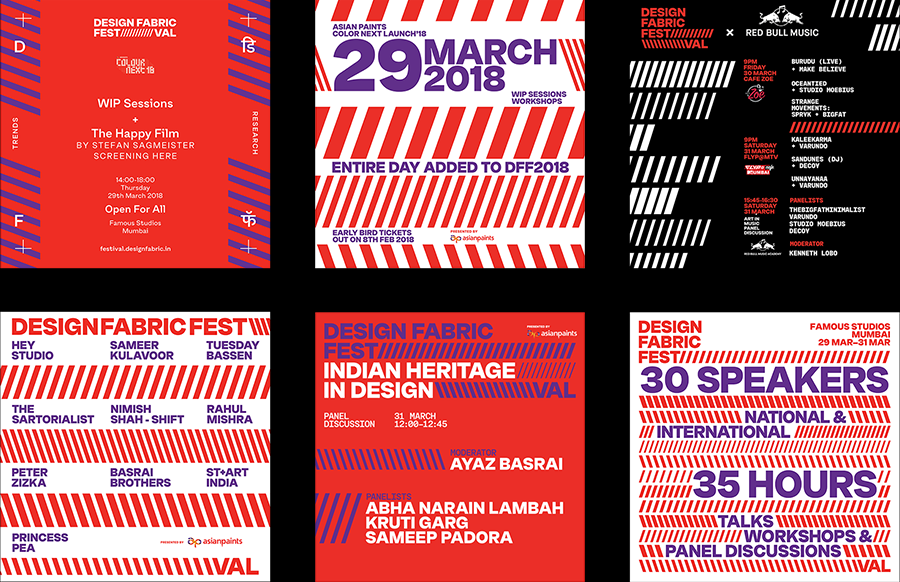 DESIGN FABRIC
FEST VAL
COLOUR
NEXT 18
D
डि
WIP Sessions
+
The Happy Film
BY STEFAN SAGMEISTER
SCREENING HERE
TRENDS
RESEARCH
14:00-18:00
Thursday
29th March 2018
Open For All
Famous Studios
Mumbai
F
फ़ॅ
festival.designfabric.in
ASIAN PAINTS
COLOR NEXT LAUNCH'18
29 MARCH
2018
WIP SESSIONS
WORKSHOPS
ENTIRE DAY ADDED TO DFF2018
EARLY BIRD TICKETS
OUT ON 8TH FEB 2018
PRESENTED BY
asianpaints
DESIGN
FABRIC
FEST
VAL
×
RED BULL MUSIC
9PM
FRIDAY
30 MARCH
CAFE ZOE
Zoe
BURUDU (LIVE)
+ MAKE BELIEVE
OCEANTIED
+ STUDIO MOEBIUS
STRANGE
MOVEMENTS:
SPRYK + BIGFAT
9PM
SATURDAY
31 MARCH
FLYP@MTV
MUMBAI
KALEEKARMA
+ VARUNDO
SANDUNES (DJ)
+ DECOY
UNNAYANAA
+ VARUNDO
15:45-16:30
SATURDAY
31 MARCH
ART IN
MUSIC
PANEL
DISCUSSION
RED BULL MUSIC ACADEMY
PANELISTS
THEBIGFATMINIMALIST
VARUNDO
STUDIO MOEBIUS
DECOY
MODERATOR
KENNETH LOBO
DESIGN FABRIC FEST
HEY
STUDIO
SAMEER
KULAVOOR
TUESDAY
BASSEN
THE
SARTORIALIST
NIMISH
SHAH - SHIFT
RAHUL
MISHRA
PETER
ZIZKA
BASRAI
BROTHERS
ST+ART
INDIA
PRINCESS
PEA
PRESENTED BY
asianpaints
VAL
DESIGN FABRIC
FEST
PRESENTED BY
asianpaints
INDIAN HERITAGE
IN DESIGN
VAL
PANEL
DISCUSSION
31 MARCH
12:00-12:45
MODERATOR
AYAZ BASRAI
PANELISTS
ABHA NARAIN LAMBAH
KRUTI GARG
SAMEEP PADORA
DESIGN
FABRIC
FEST
FAMOUS STUDIOS
MUMBAI
29 MAR–31 MAR
30 SPEAKERS
NATIONAL &
INTERNATIONAL
35 HOURS
TALKS
WORKSHOPS &
PANEL DISCUSSIONS
VAL